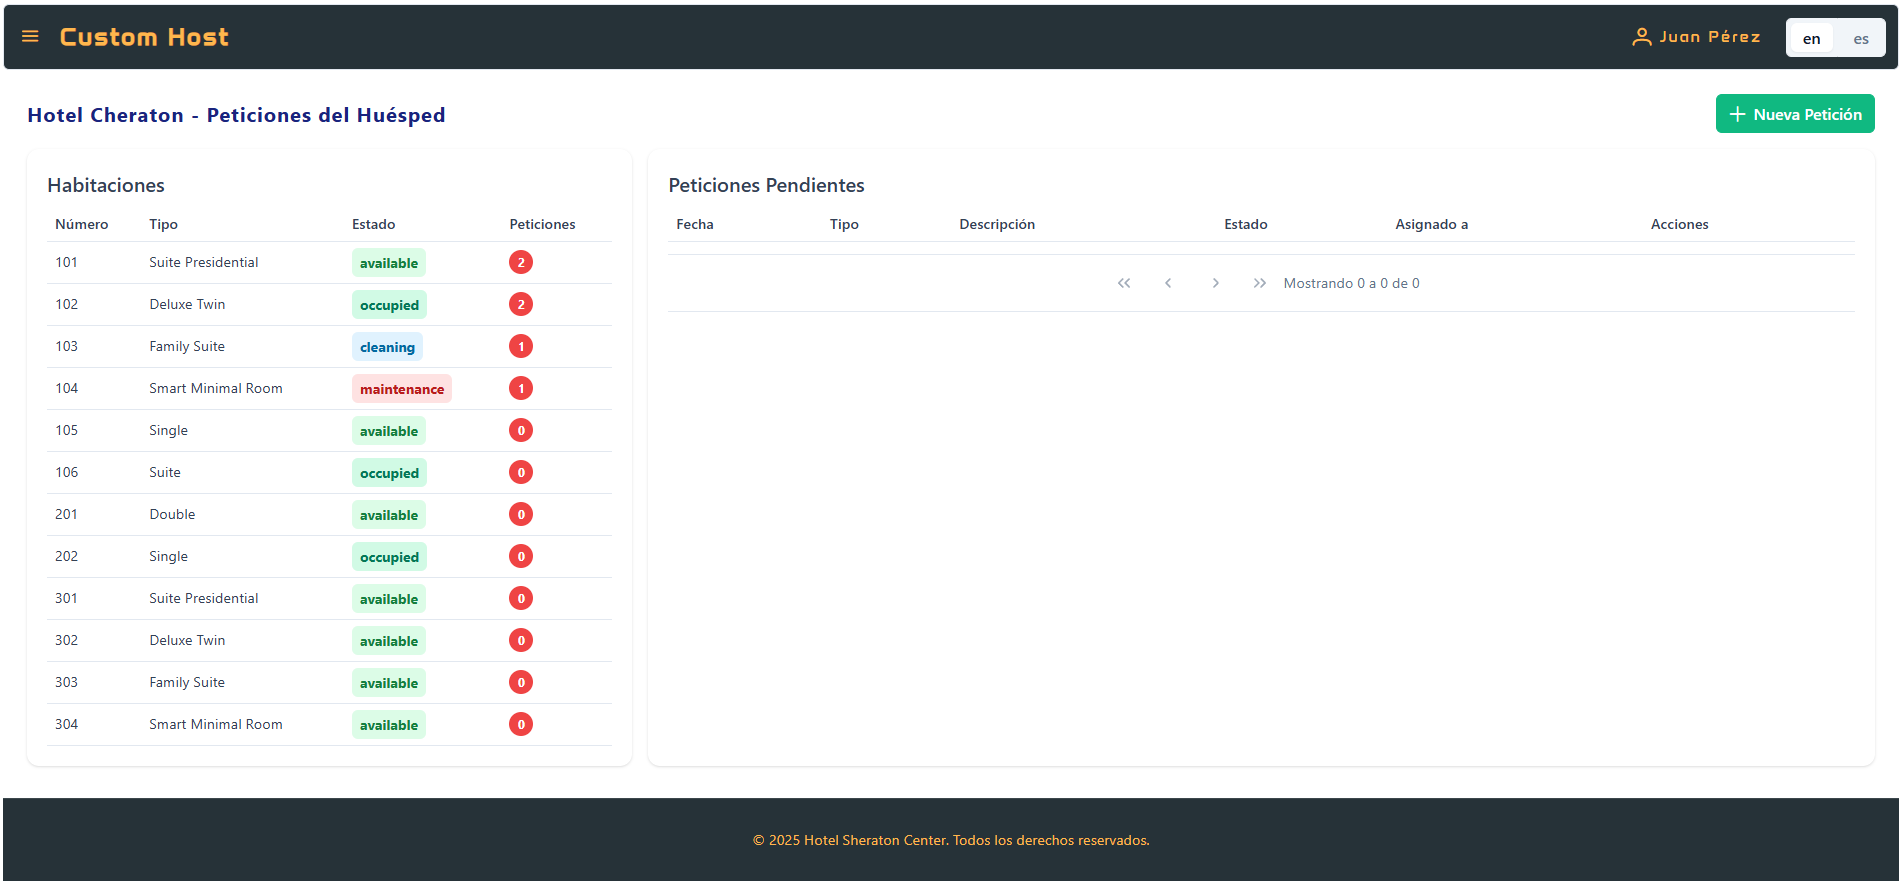 Custom Host
Juan Pérez
en es
Hotel Cheraton - Peticiones del Huésped
Nueva Petición
Habitaciones
Número Tipo Estado Peticiones
101 Suite Presidential available 2
102 Deluxe Twin occupied 2
103 Family Suite cleaning 1
104 Smart Minimal Room maintenance 1
105 Single available 0
106 Suite occupied 0
201 Double available 0
202 Single occupied 0
301 Suite Presidential available 0
302 Deluxe Twin available 0
303 Family Suite available 0
304 Smart Minimal Room available 0
Peticiones Pendientes
Fecha Tipo Descripción Estado Asignado a Acciones
Mostrando 0 a 0 de 0
© 2025 Hotel Sheraton Center. Todos los derechos reservados.